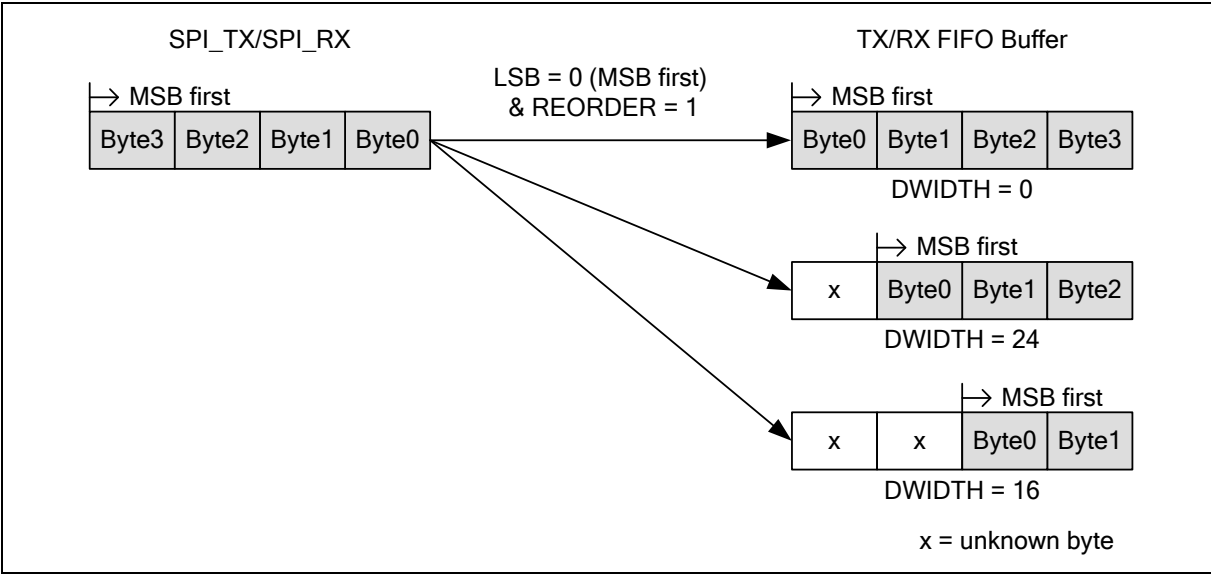 SPI_TX/SPI_RX
TX/RX FIFO Buffer
LSB = 0 (MSB first)
& REORDER = 1
MSB first
MSB first
Byte3 Byte2 Byte1 Byte0
Byte0 Byte1 Byte2 Byte3
DWIDTH = 0
MSB first
x Byte0 Byte1 Byte2
DWIDTH = 24
MSB first
x x Byte0 Byte1
DWIDTH = 16
x = unknown byte